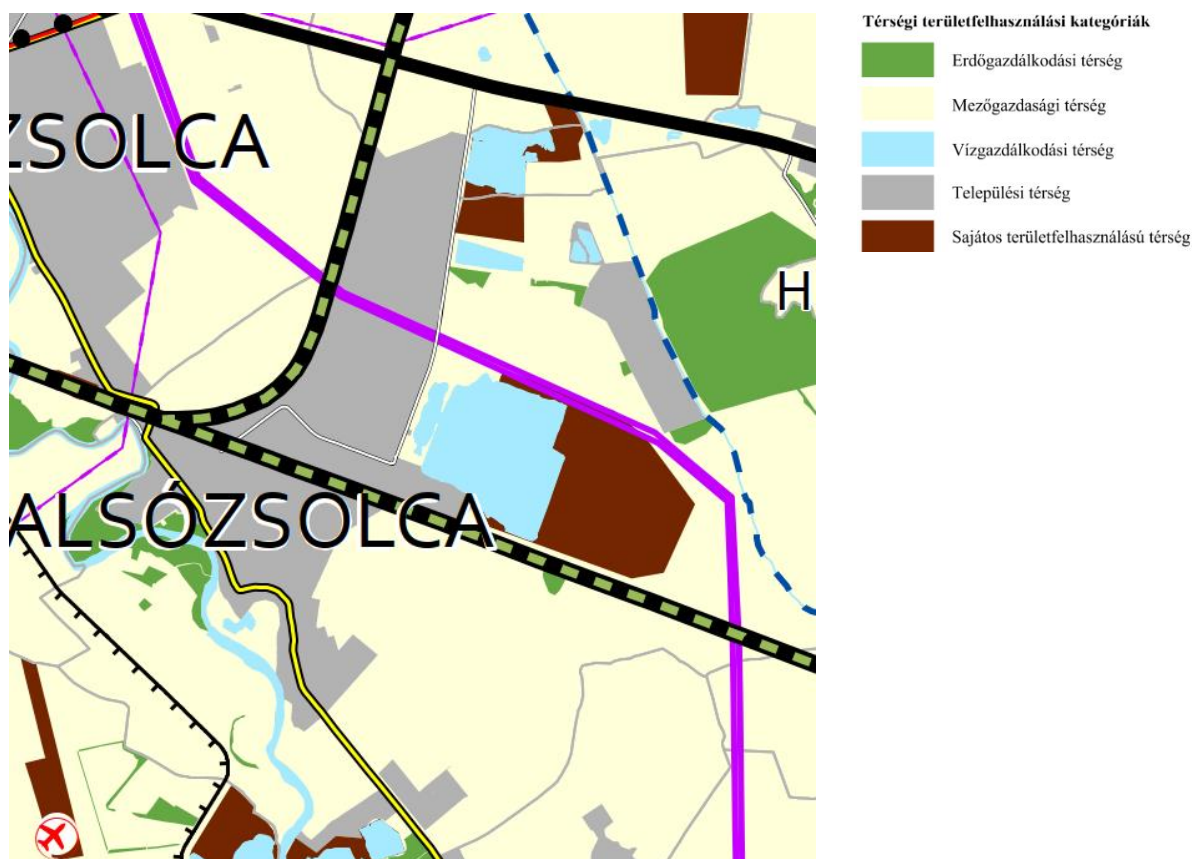 Térségi területfelhasználási kategóriák
Erdőgazdálkodási térség
Mezőgazdasági térség
Vízgazdálkodási térség
Települési térség
Sajátos területfelhasználású térség
ZSOLCA
H
ALSÓZSOLCA